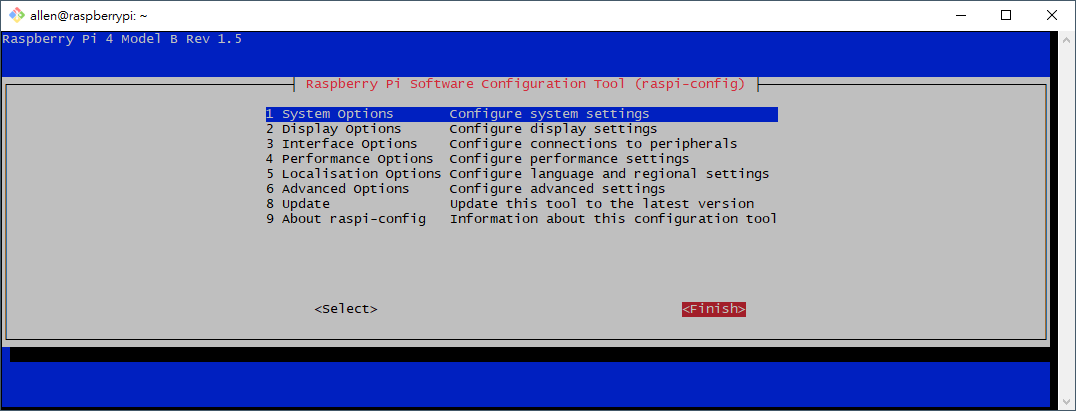 allen@raspberrypi: ~
Raspberry Pi 4 Model B Rev 1.5
Raspberry Pi Software Configuration Tool (raspi-config)
1 System Options Configure system settings
2 Display Options Configure display settings
3 Interface Options Configure connections to peripherals
4 Performance Options Configure performance settings
5 Localisation Options Configure language and regional settings
6 Advanced Options Configure advanced settings
8 Update Update this tool to the latest version
9 About raspi-config Information about this configuration tool
<Select> <Finish>